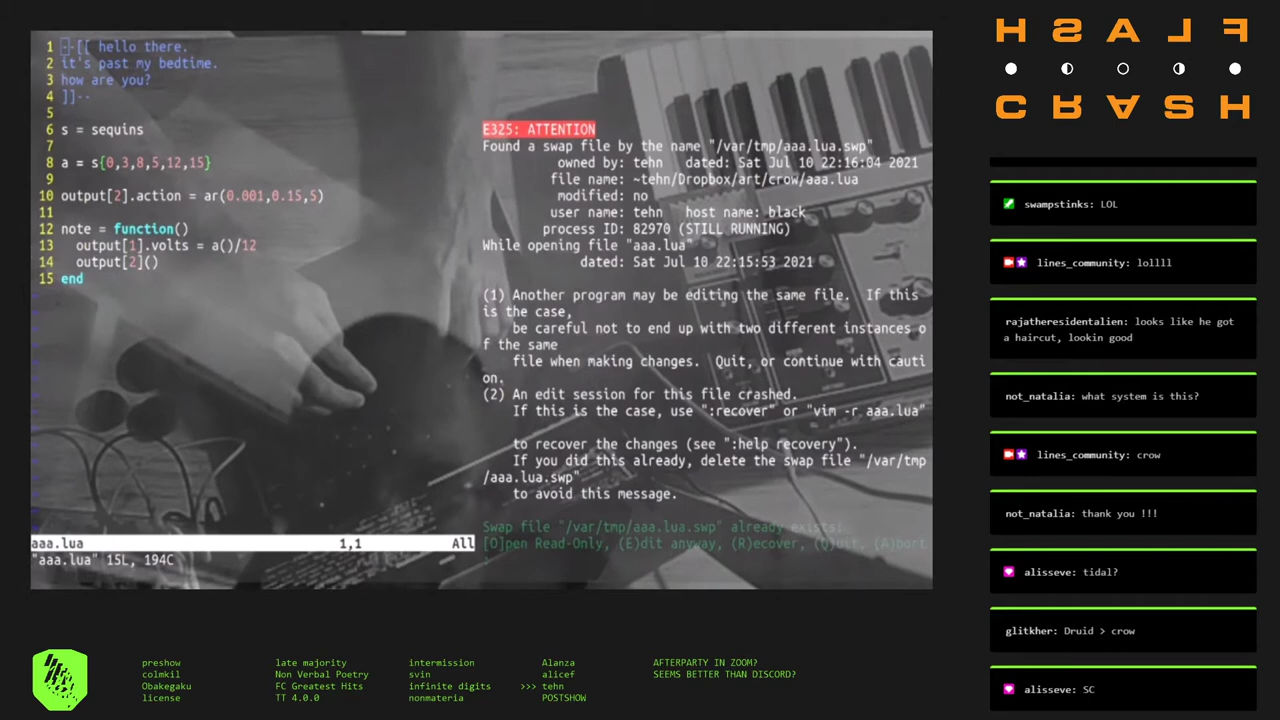 1 --[[ hello there.
2 it's past my bedtime.
3 how are you?
4 ]]--
5
6 s = sequins
7
8 a = s{0,3,8,5,12,15}
9
10 output[2].action = ar(0.001,0.15,5)
11
12 note = function()
13 output[1].volts = a()/12
14 output[2]()
15 end
aaa.lua 1,1 All
"aaa.lua" 15L, 194C
E325: ATTENTION
Found a swap file by the name "/var/tmp/aaa.lua.swp"
owned by: tehn dated: Sat Jul 10 22:16:04 2021
file name: ~tehn/Dropbox/art/crow/aaa.lua
modified: no
user name: tehn host name: black
process ID: 82970 (STILL RUNNING)
While opening file "aaa.lua"
dated: Sat Jul 10 22:15:53 2021
(1) Another program may be editing the same file. If this
is the case,
be careful not to end up with two different instances o
f the same
file when making changes. Quit, or continue with cauti
on.
(2) An edit session for this file crashed.
If this is the case, use ":recover" or "vim -r aaa.lua"
to recover the changes (see ":help recovery").
If you did this already, delete the swap file "/var/tmp
/aaa.lua.swp"
to avoid this message.
Swap file "/var/tmp/aaa.lua.swp" already exists!
[O]pen Read-Only, (E)dit anyway, (R)ecover, (Q)uit, (A)bort
:
FLASH
CRASH
swampstinks: LOL
lines_community: lollll
rajatheresidentalien: looks like he got
a haircut, lookin good
not_natalia: what system is this?
lines_community: crow
not_natalia: thank you !!!
alisseve: tidal?
glitkher: Druid > crow
alisseve: SC
preshow
colmkil
Obakegaku
license
late majority
Non Verbal Poetry
FC Greatest Hits
TT 4.0.0
intermission
svin
infinite digits
nonmateria
Alanza
alicef
>>> tehn
POSTSHOW
AFTERPARTY IN ZOOM?
SEEMS BETTER THAN DISCORD?